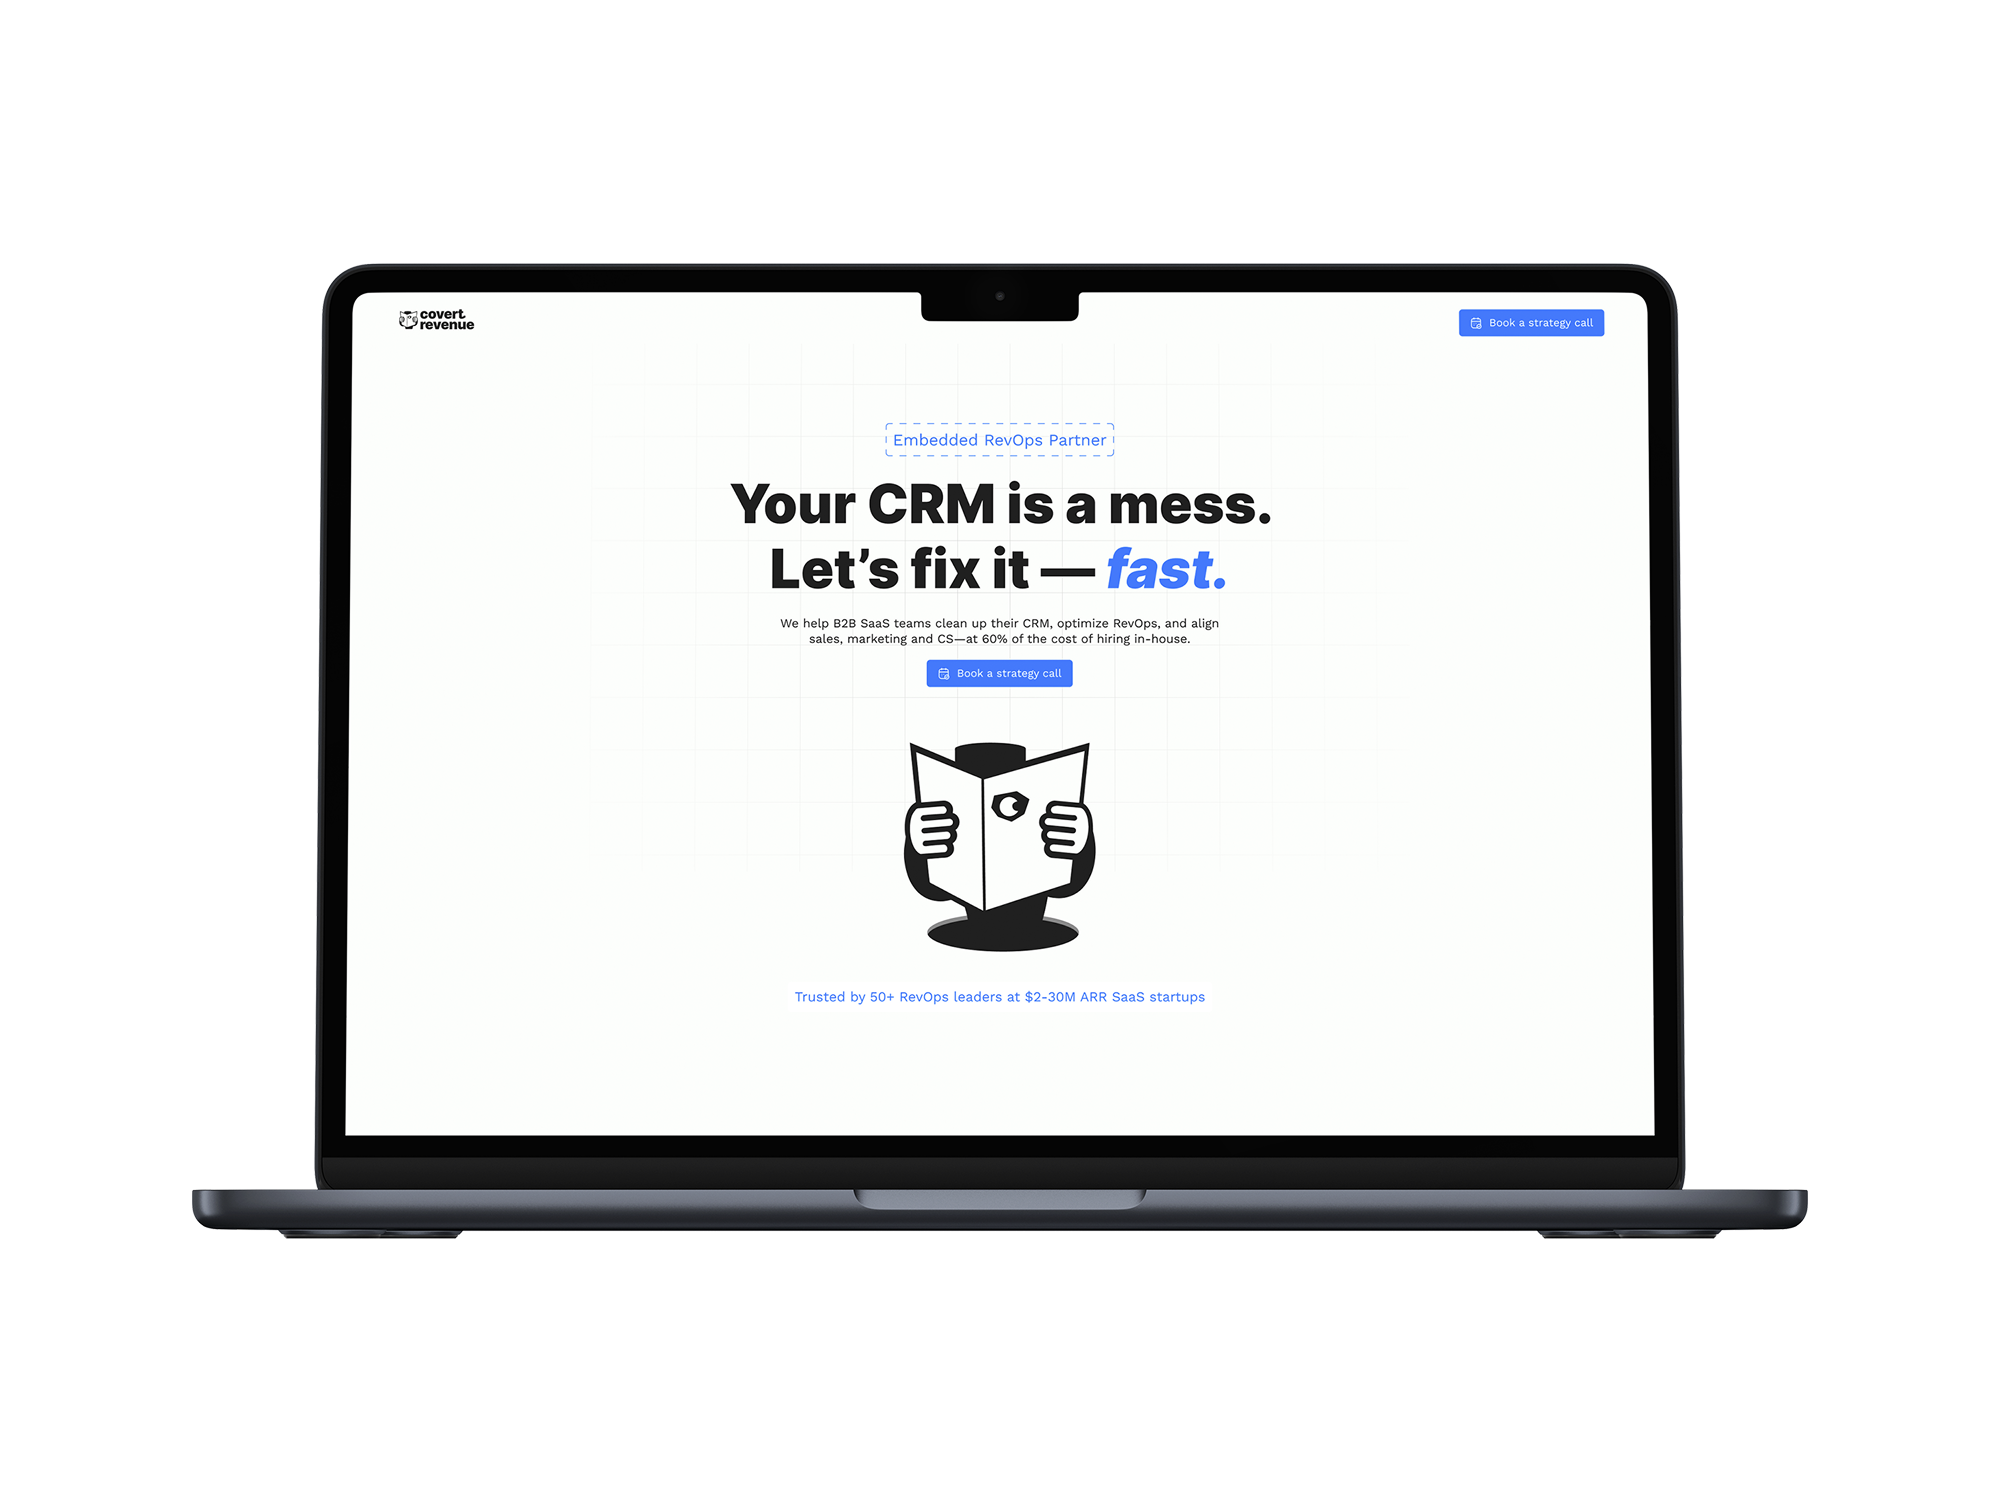 covert
revenue
Book a strategy call
Embedded RevOps Partner
Your CRM is a mess.
Let’s fix it — fast.
We help B2B SaaS teams clean up their CRM, optimize RevOps, and align
sales, marketing and CS—at 60% of the cost of hiring in-house.
Book a strategy call
Trusted by 50+ RevOps leaders at $2-30M ARR SaaS startups